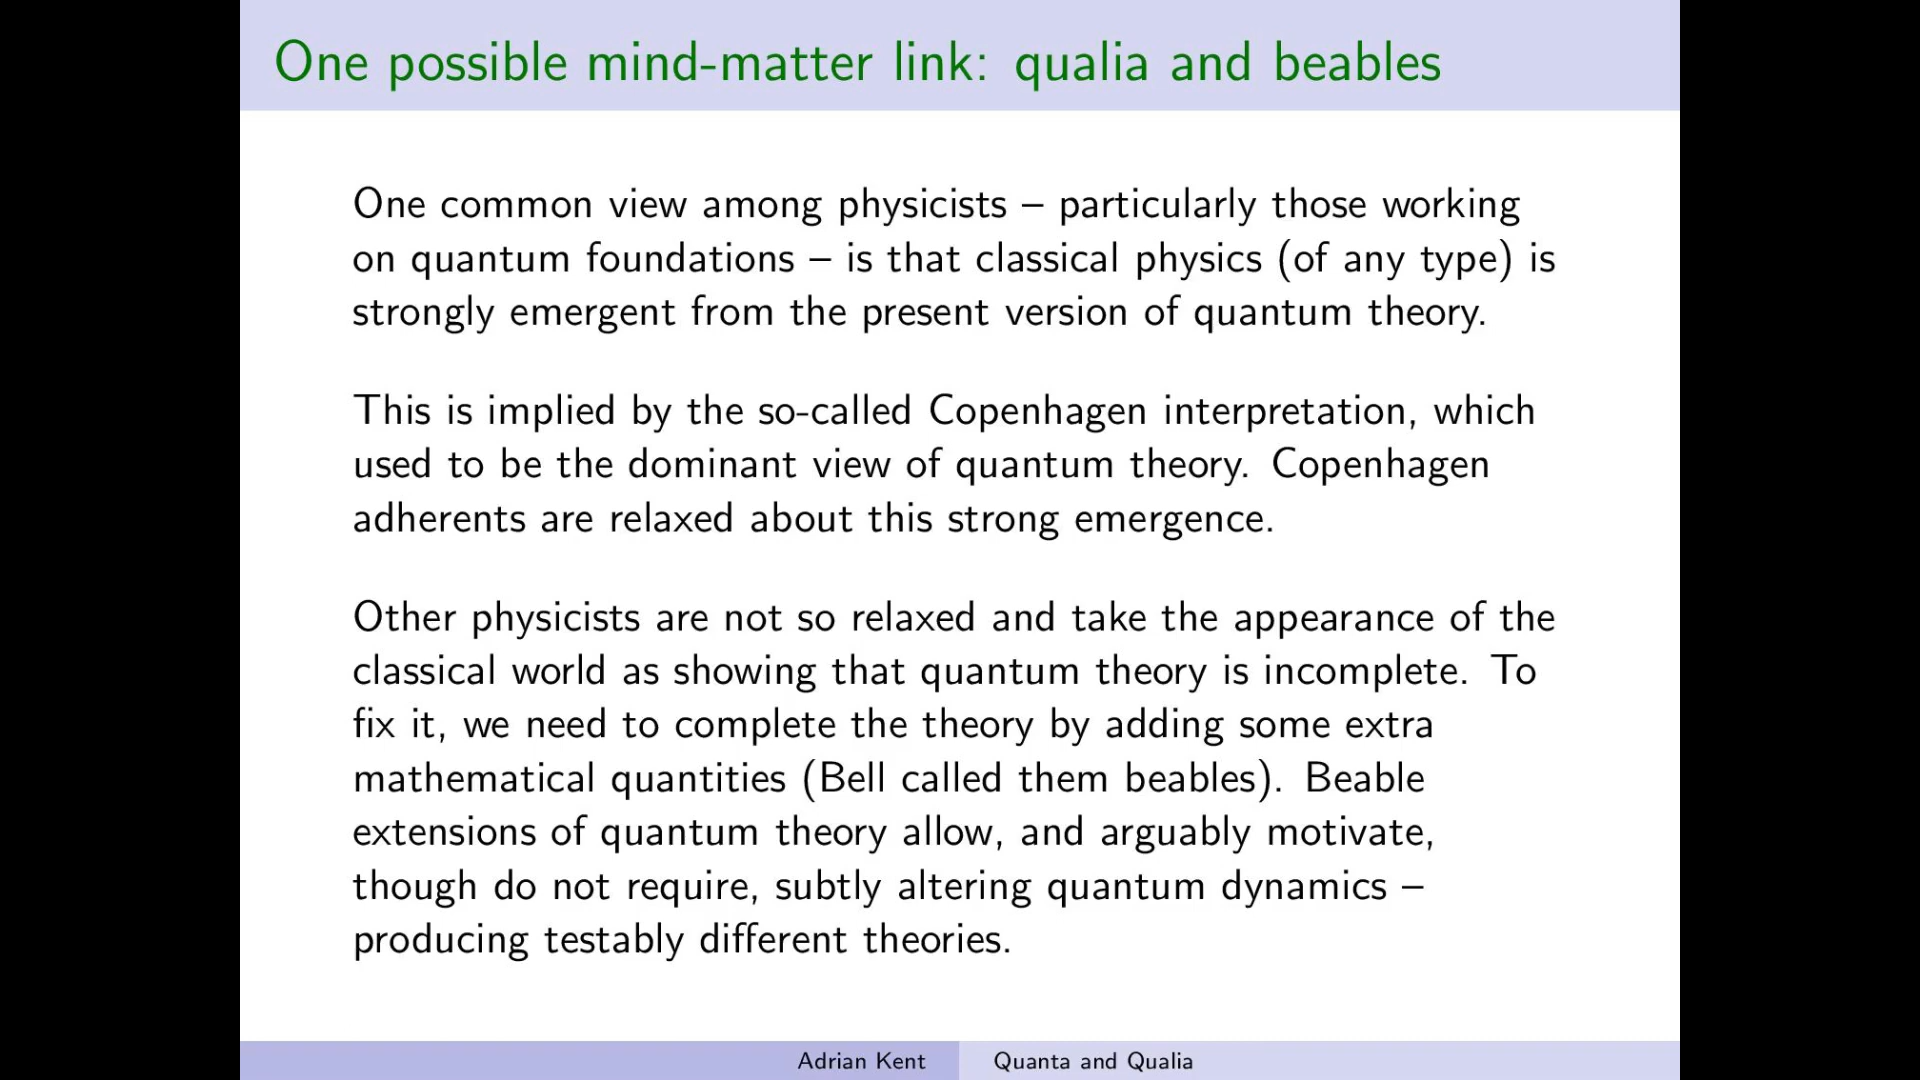 One possible mind-matter link: qualia and beables
One common view among physicists – particularly those working
on quantum foundations – is that classical physics (of any type) is
strongly emergent from the present version of quantum theory.
This is implied by the so-called Copenhagen interpretation, which
used to be the dominant view of quantum theory. Copenhagen
adherents are relaxed about this strong emergence.
Other physicists are not so relaxed and take the appearance of the
classical world as showing that quantum theory is incomplete. To
fix it, we need to complete the theory by adding some extra
mathematical quantities (Bell called them beables). Beable
extensions of quantum theory allow, and arguably motivate,
though do not require, subtly altering quantum dynamics –
producing testably different theories.
Adrian Kent
Quanta and Qualia